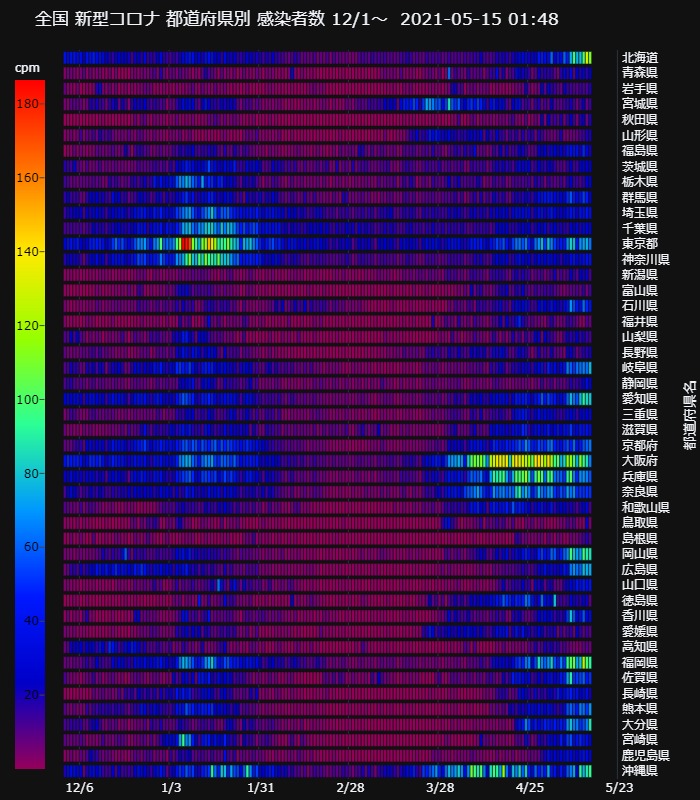 全国 新型コロナ 都道府県別 感染者数 12/1～ 2021-05-15 01:48
cpm
180
160
140
120
100
80
60
40
20
北海道
青森県
岩手県
宮城県
秋田県
山形県
福島県
茨城県
栃木県
群馬県
埼玉県
千葉県
東京都
神奈川県
新潟県
富山県
石川県
福井県
山梨県
長野県
岐阜県
静岡県
愛知県
三重県
滋賀県
京都府
大阪府
兵庫県
奈良県
和歌山県
鳥取県
島根県
岡山県
広島県
山口県
徳島県
香川県
愛媛県
高知県
福岡県
佐賀県
長崎県
熊本県
大分県
宮崎県
鹿児島県
沖縄県
都道府県名
12/6 1/3 1/31 2/28 3/28 4/25 5/23